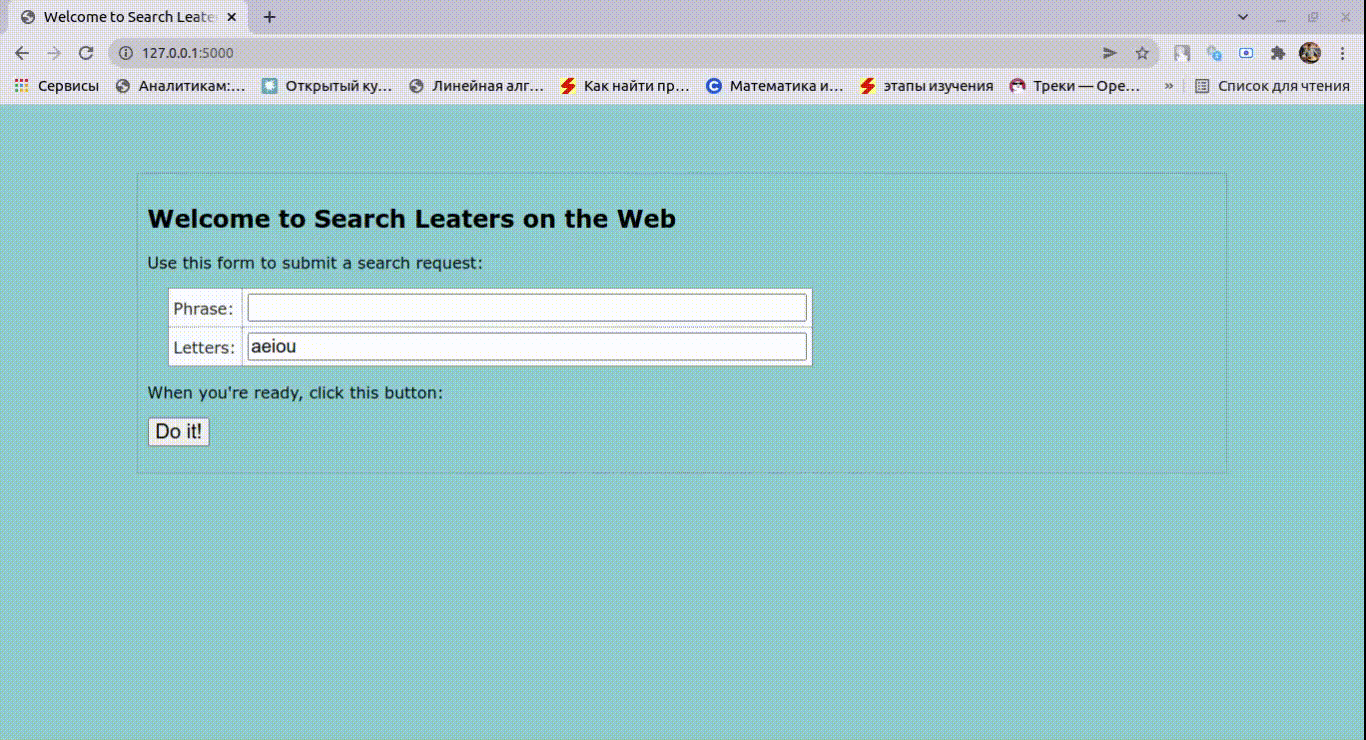 Welcome to Search Leate
127.0.0.1:5000
Сервисы Аналитикам:... Открытый ку... Линейная алг... Как найти пр... Математика и... этапы изучения Треки — Оре... » Список для чтения
Welcome to Search Leaters on the Web
Use this form to submit a search request:
Phrase:
Letters: aeiou
When you're ready, click this button:
Do it!